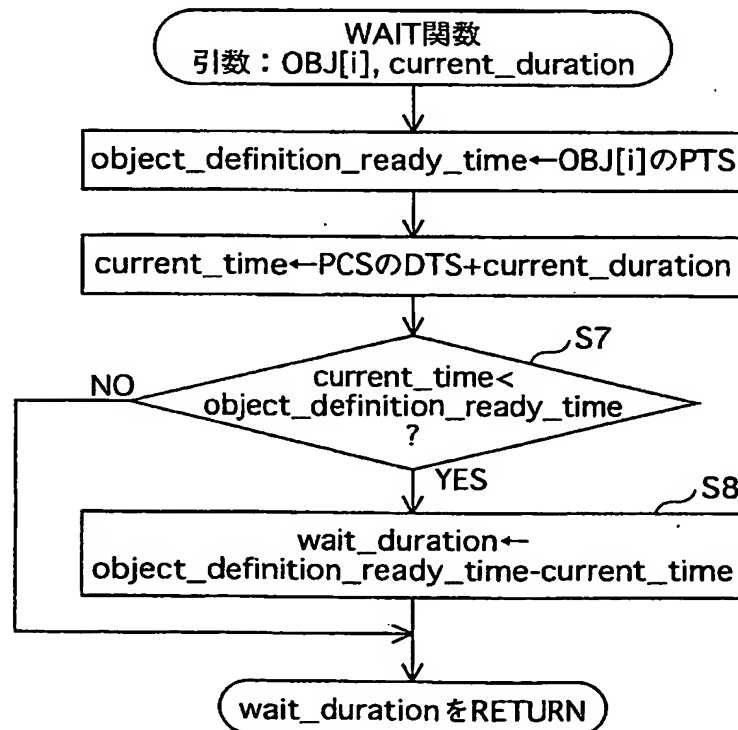 WAIT関数
引数：OBJ[i], current_duration
object_definition_ready_time←OBJ[i]のPTS
current_time←PCSのDTS+current_duration
S7
NO
current_time<
object_definition_ready_time
?
YES
S8
wait_duration←
object_definition_ready_time-current_time
wait_durationをRETURN